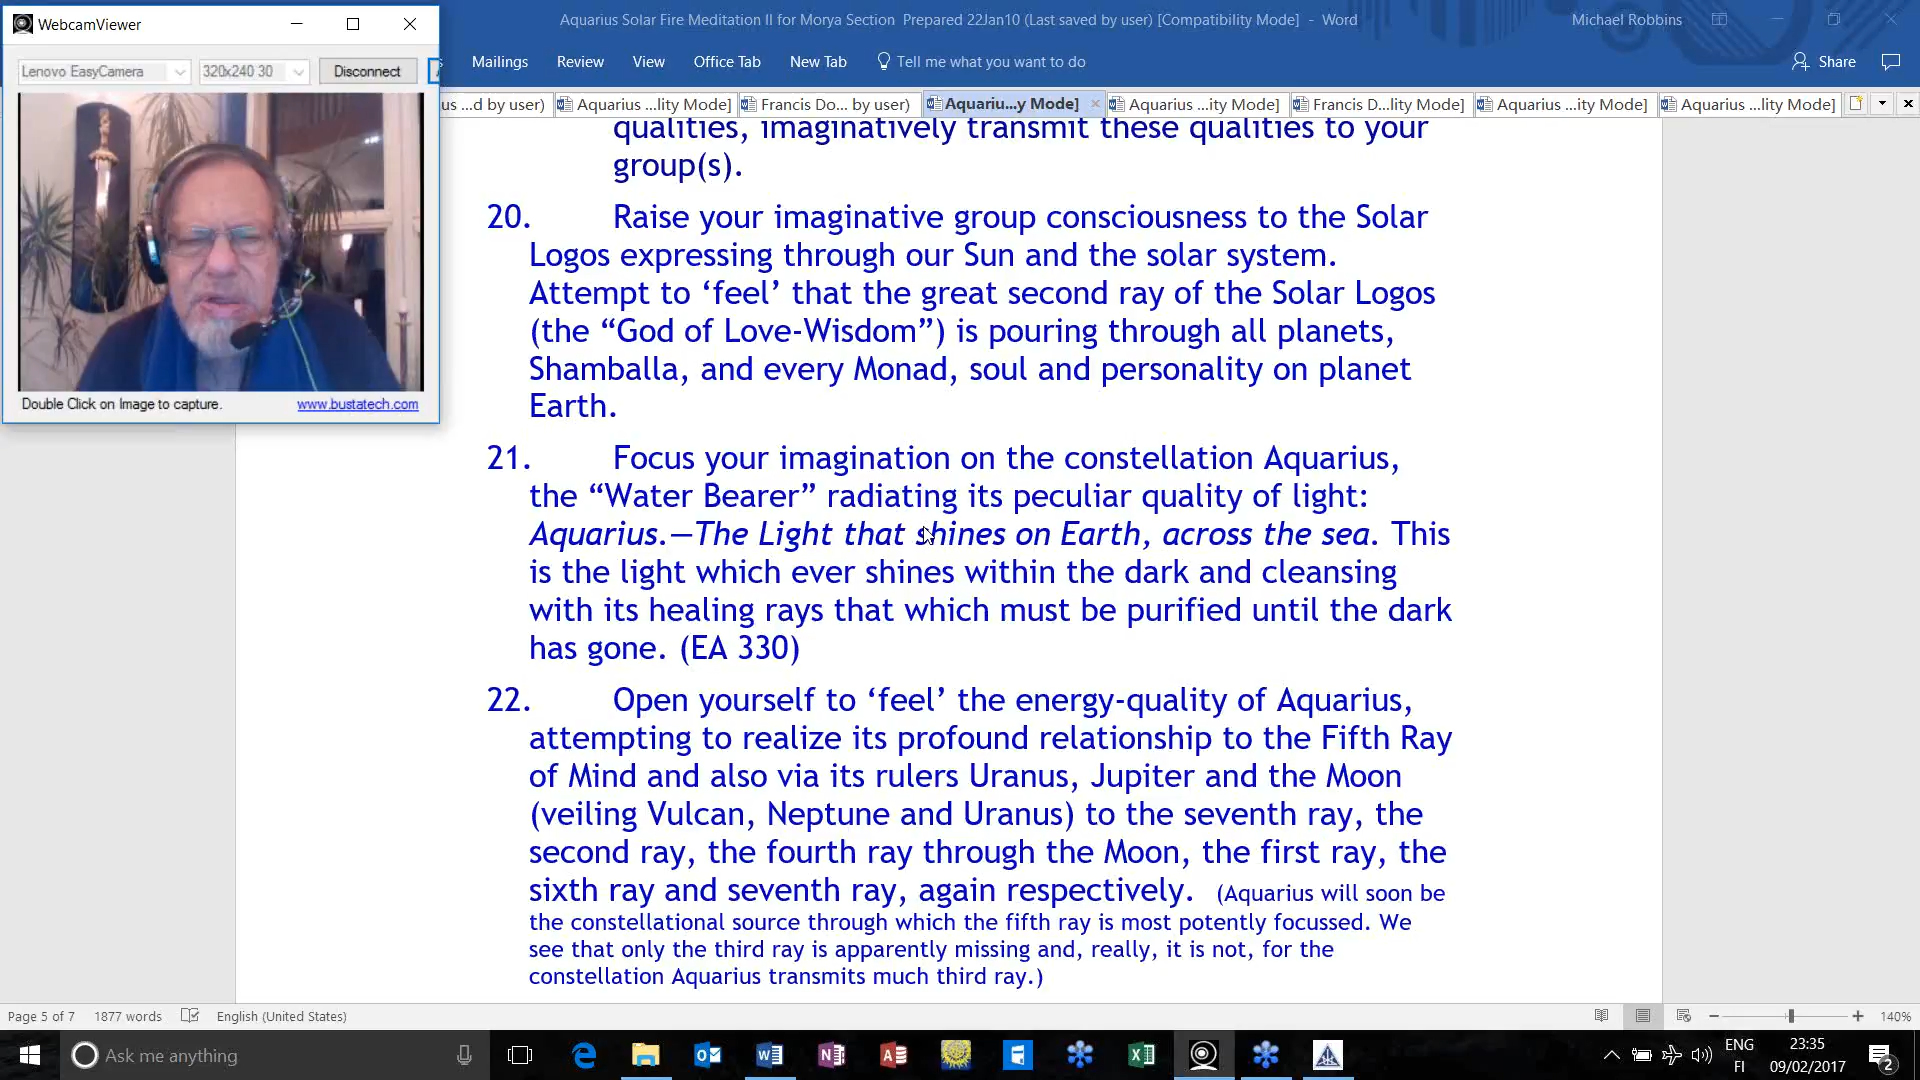 WebcamViewer
Lenovo EasyCamera
320x240 30
Disconnect
Double Click on Image to capture.
www.bustatech.com
Aquarius Solar Fire Meditation II for Morya Section  Prepared 22Jan10 (Last saved by user) [Compatibility Mode]  -  Word
Michael Robbins
Mailings
Review
View
Office Tab
New Tab
Tell me what you want to do
Share
us ...d by user)
Aquarius ...lity Mode]
Francis Do... by user)
Aquariu...y Mode]
Aquarius ...ity Mode]
Francis D...lity Mode]
Aquarius ...ity Mode]
Aquarius ...lity Mode]
qualities, imaginatively transmit these qualities to your
group(s).
20. Raise your imaginative group consciousness to the Solar
Logos expressing through our Sun and the solar system.
Attempt to ‘feel’ that the great second ray of the Solar Logos
(the “God of Love-Wisdom”) is pouring through all planets,
Shamballa, and every Monad, soul and personality on planet
Earth.
21. Focus your imagination on the constellation Aquarius,
the “Water Bearer” radiating its peculiar quality of light:
Aquarius.—The Light that shines on Earth, across the sea. This
is the light which ever shines within the dark and cleansing
with its healing rays that which must be purified until the dark
has gone. (EA 330)
22. Open yourself to ‘feel’ the energy-quality of Aquarius,
attempting to realize its profound relationship to the Fifth Ray
of Mind and also via its rulers Uranus, Jupiter and the Moon
(veiling Vulcan, Neptune and Uranus) to the seventh ray, the
second ray, the fourth ray through the Moon, the first ray, the
sixth ray and seventh ray, again respectively. (Aquarius will soon be
the constellational source through which the fifth ray is most potently focussed. We
see that only the third ray is apparently missing and, really, it is not, for the
constellation Aquarius transmits much third ray.)
Page 5 of 7
1877 words
English (United States)
140%
Ask me anything
ENG
FI
23:35
09/02/2017
2